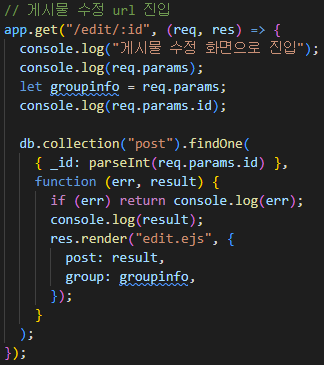 // 게시물 수정 url 진입
app.get("/edit/:id", (req, res) => {
  console.log("게시물 수정 화면으로 진입");
  console.log(req.params);
  let groupinfo = req.params;
  console.log(req.params.id);

  db.collection("post").findOne(
    { _id: parseInt(req.params.id) },
    function (err, result) {
      if (err) return console.log(err);
      console.log(result);
      res.render("edit.ejs", {
        post: result,
        group: groupinfo,
      });
    }
  );
});